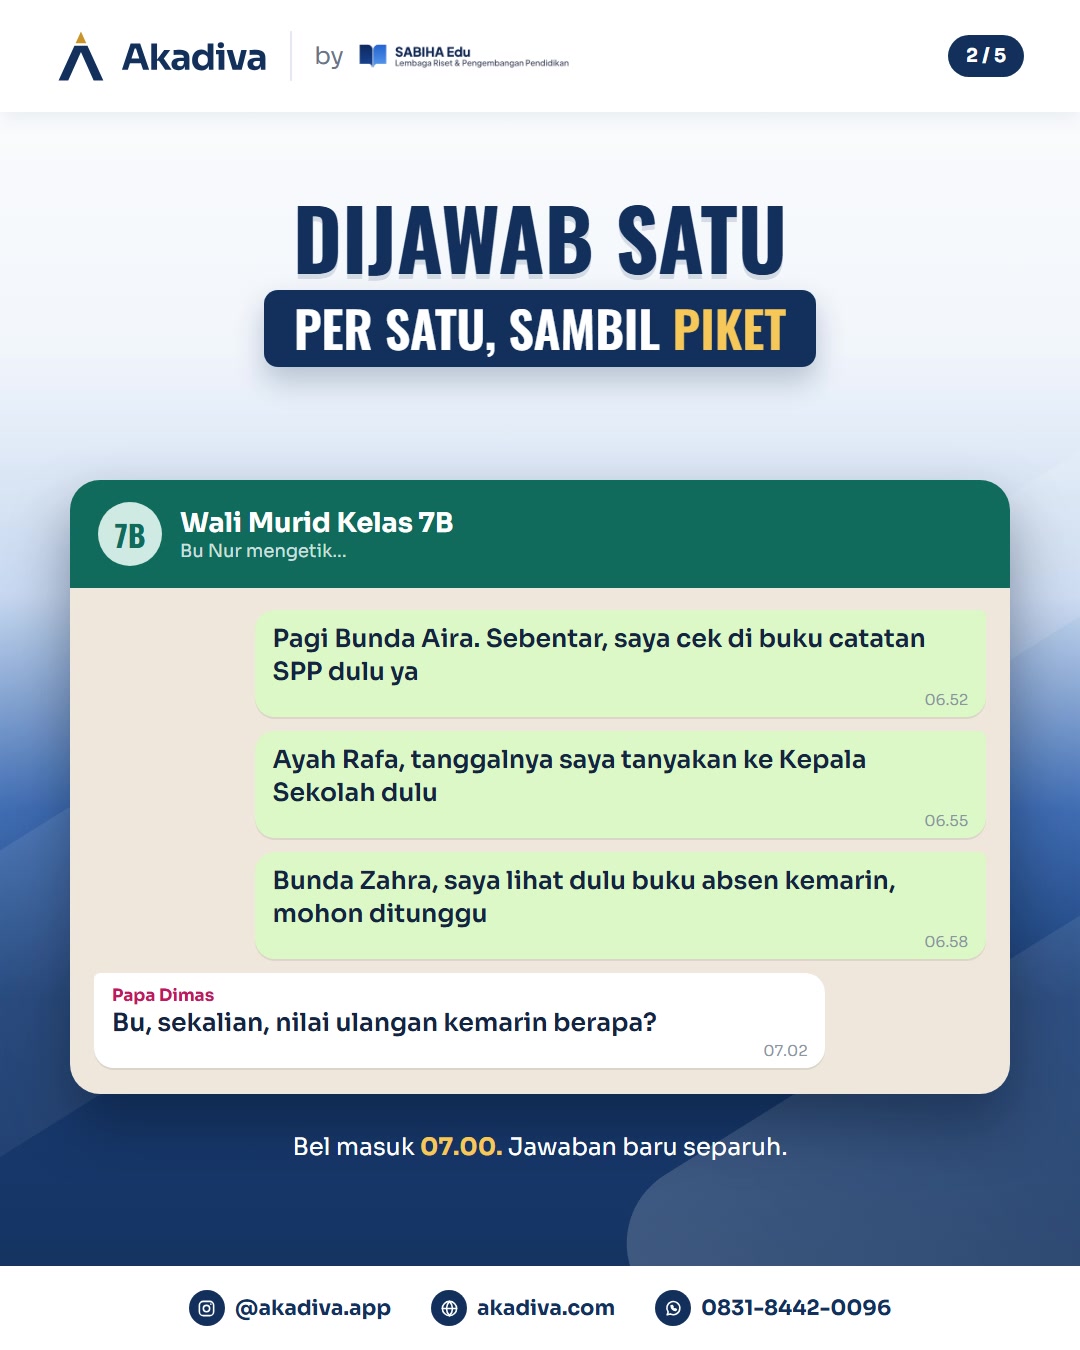 Akadiva
by
SABIHA Edu
Lembaga Riset & Pengembangan Pendidikan
2 / 5
DIJAWAB SATU
PER SATU, SAMBIL PIKET
7B
Wali Murid Kelas 7B
Bu Nur mengetik...
Pagi Bunda Aira. Sebentar, saya cek di buku catatan
SPP dulu ya
06.52
Ayah Rafa, tanggalnya saya tanyakan ke Kepala
Sekolah dulu
06.55
Bunda Zahra, saya lihat dulu buku absen kemarin,
mohon ditunggu
06.58
Papa Dimas
Bu, sekalian, nilai ulangan kemarin berapa?
07.02
Bel masuk 07.00. Jawaban baru separuh.
@akadiva.app
akadiva.com
0831-8442-0096